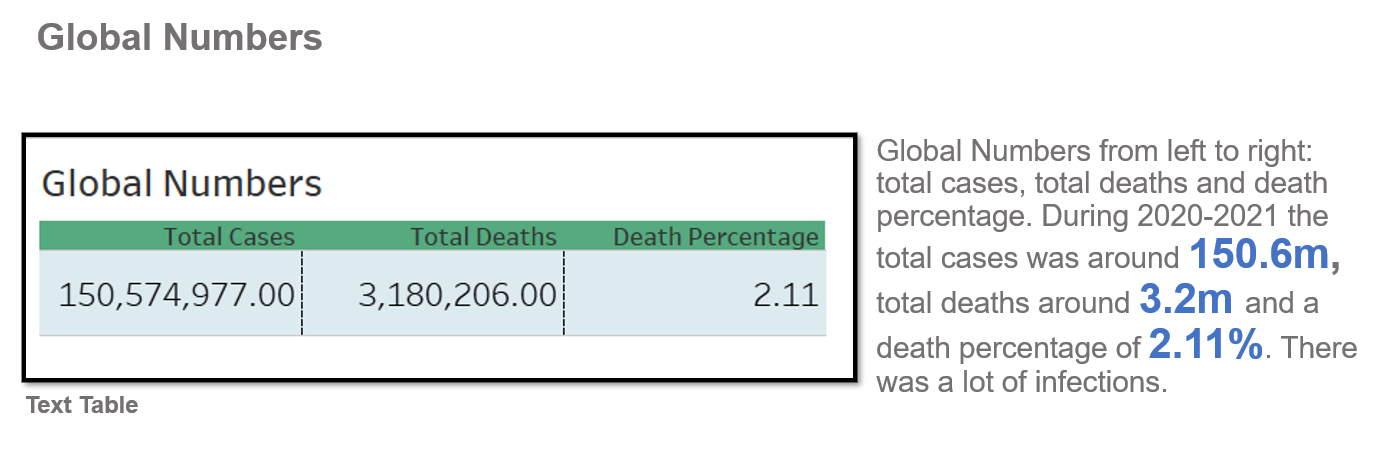 Global Numbers
Global Numbers
Total Cases Total Deaths Death Percentage
150,574,977.00 3,180,206.00 2.11
Text Table
Global Numbers from left to right:
total cases, total deaths and death
percentage. During 2020-2021 the
total cases was around 150.6m,
total deaths around 3.2m and a
death percentage of 2.11%. There
was a lot of infections.